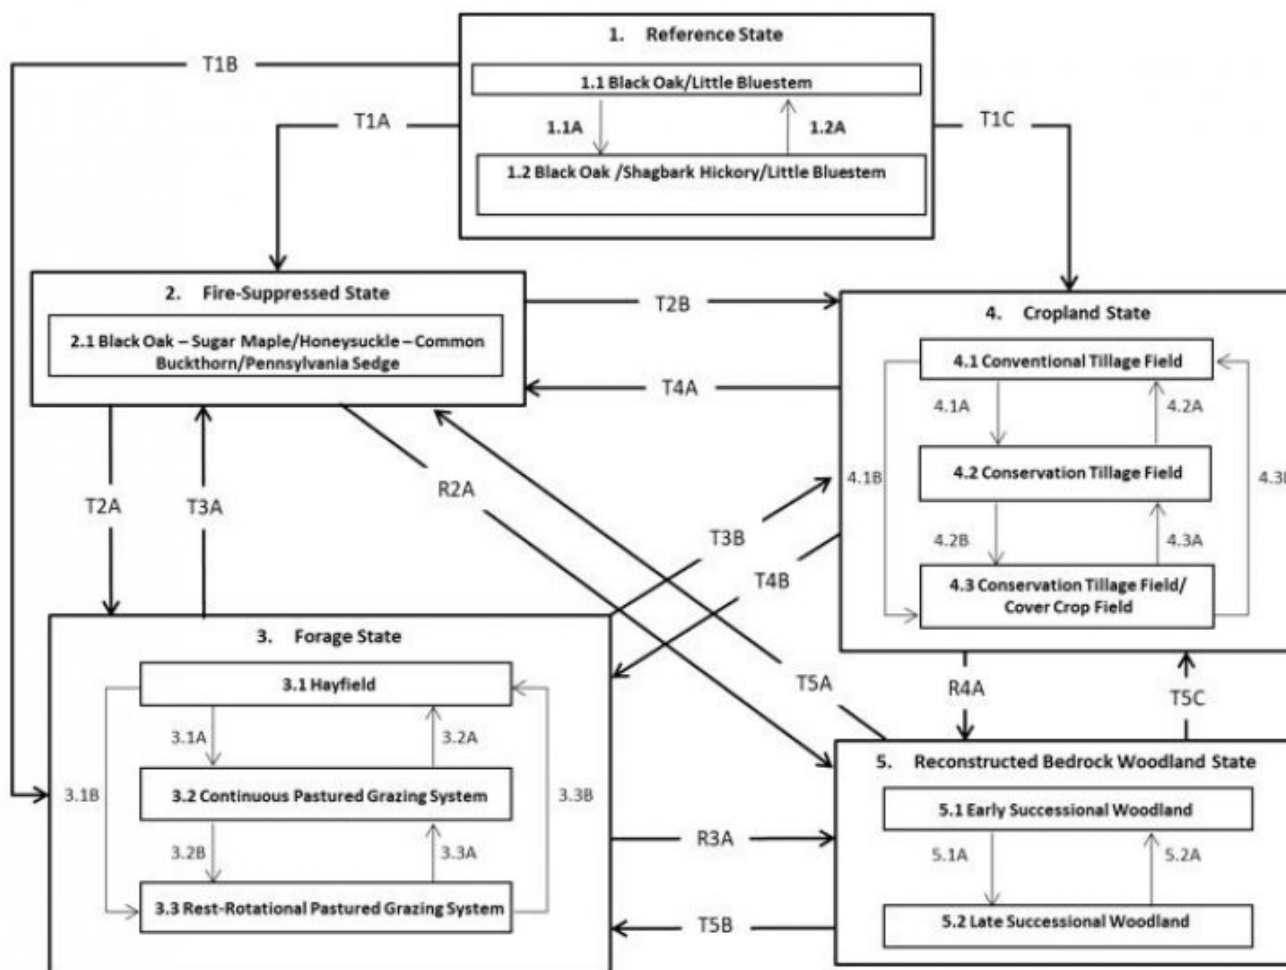 1. Reference State
T1B
1.1 Black Oak/Little Bluestem
T1A
1.1A
1.2A
T1C
1.2 Black Oak /Shagbark Hickory/Little Bluestem
2. Fire-Suppressed State
T2B
4. Cropland State
2.1 Black Oak – Sugar Maple/Honeysuckle – Common
Buckthorn/Pennsylvania Sedge
4.1 Conventional Tillage Field
T4A
4.1A
4.2A
4.2 Conservation Tillage Field
4.1B
R2A
T2A
T3A
T3B
4.2B
4.3A
T4B
4.3 Conservation Tillage Field/
Cover Crop Field
3. Forage State
3.1 Hayfield
T5A
R4A
T5C
3.1A
3.2A
5. Reconstructed Bedrock Woodland State
3.1B
3.2 Continuous Pastured Grazing System
3.3B
5.1 Early Successional Woodland
R3A
3.2B
3.3A
5.1A
5.2A
3.3 Rest-Rotational Pastured Grazing System
T5B
5.2 Late Successional Woodland